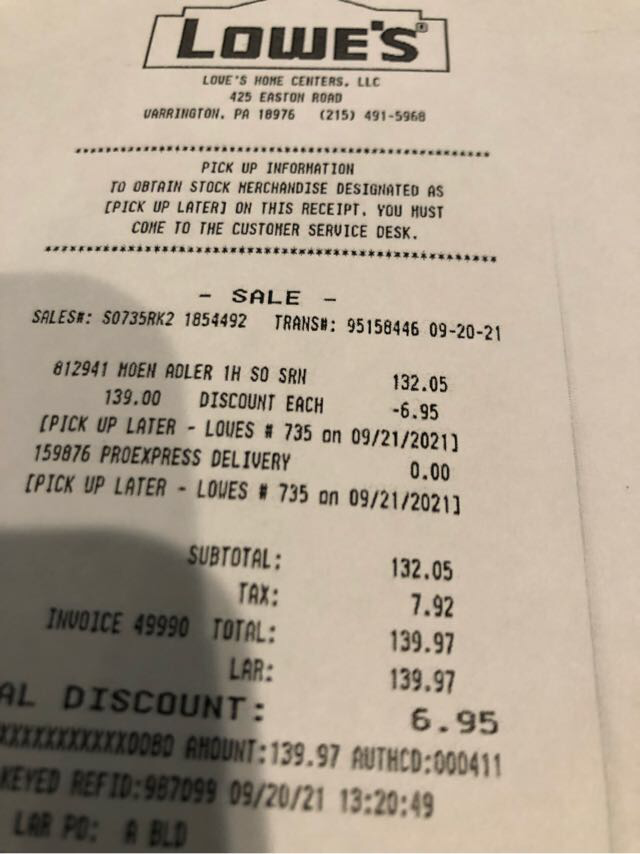 LOWE'S®
LOWE'S HOME CENTERS, LLC
425 EASTON ROAD
WARRINGTON, PA 18976 (215) 491-5968
**************************************************
PICK UP INFORMATION
TO OBTAIN STOCK MERCHANDISE DESIGNATED AS
[PICK UP LATER] ON THIS RECEIPT, YOU MUST
COME TO THE CUSTOMER SERVICE DESK.
**************************************************
- SALE -
SALES#: S0735RK2 1854492 TRANS#: 95158446 09-20-21
812941 MOEN ADLER 1H SO SRN 132.05
139.00 DISCOUNT EACH -6.95
[PICK UP LATER - LOWES # 735 on 09/21/2021]
159876 PROEXPRESS DELIVERY 0.00
[PICK UP LATER - LOWES # 735 on 09/21/2021]
SUBTOTAL: 132.05
TAX: 7.92
INVOICE 49990 TOTAL: 139.97
LAR: 139.97
AL DISCOUNT: 6.95
XXXXXXXXXXXX0080 AMOUNT:139.97 AUTHCD:000411
KEYED REFID:987099 09/20/21 13:20:49
LAR PO: A BLD